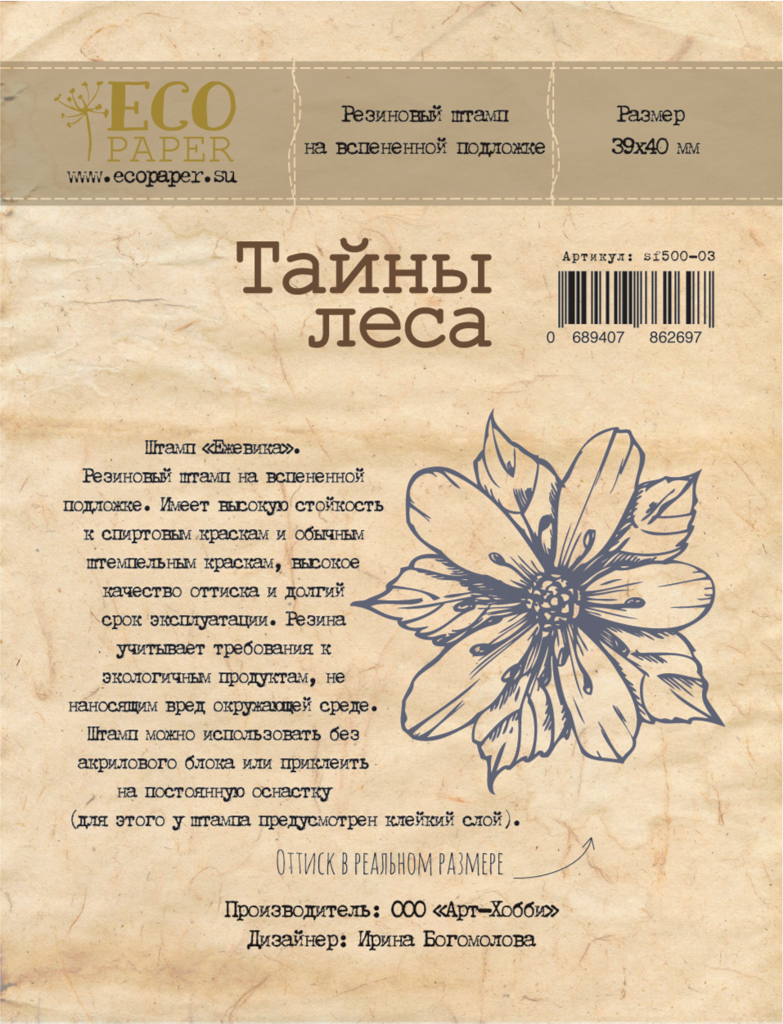 ECO
PAPER
www.ecopaper.su
Резиновый штамп
на вспененной подложке
Размер
39х40 мм
Тайны
леса
Артикул: sf500-03
0 689407 862697
Штамп «Ежевика».
Резиновый штамп на вспененной
подложке. Имеет высокую стойкость
к спиртовым краскам и обычным
штемпельным краскам, высокое
качество оттиска и долгий
срок эксплуатации. Резина
учитывает требования к
экологичным продуктам, не
наносящим вред окружающей среде.
Штамп можно использовать без
акрилового блока или приклеить
на постоянную оснастку
(для этого у штампа предусмотрен клейкий слой).
Оттиск в реальном размере
Производитель: ООО «Арт-Хобби»
Дизайнер: Ирина Богомолова